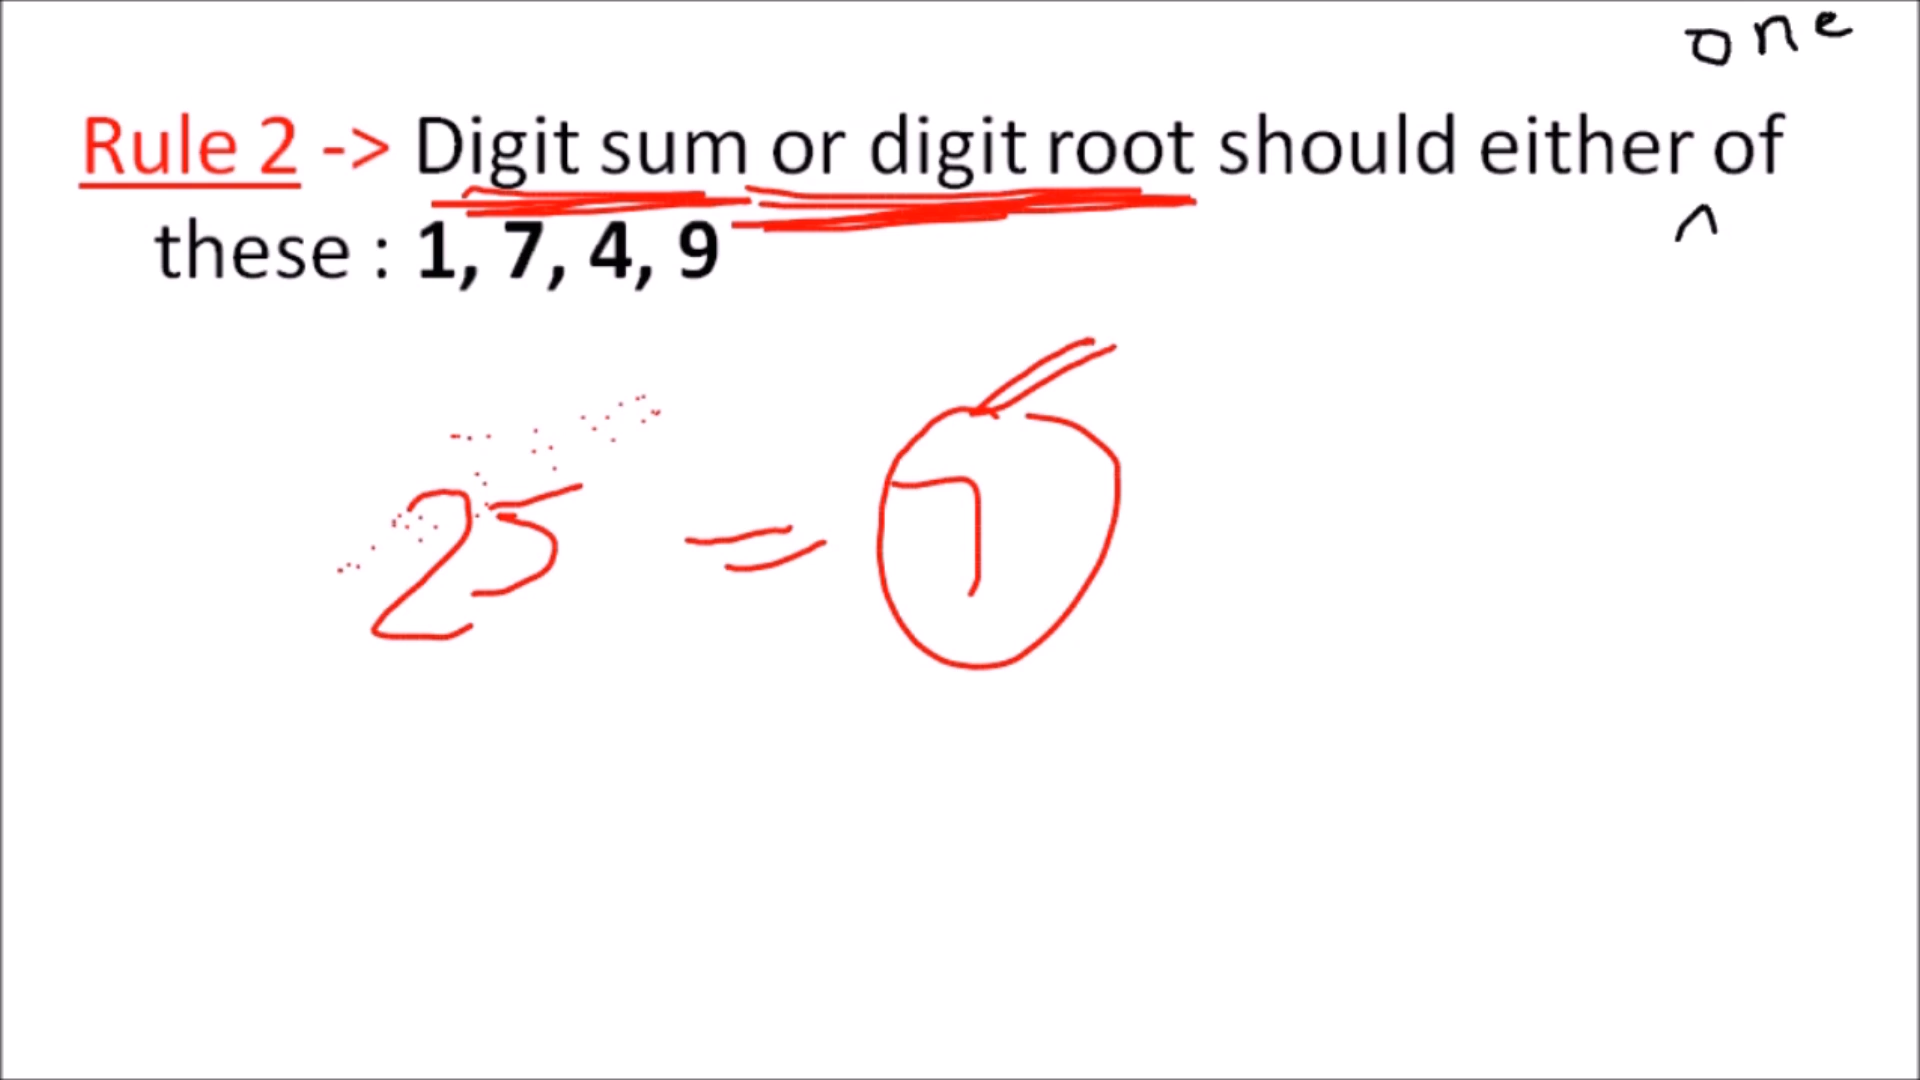 one
Rule 2 -> Digit sum or digit root should either of
^
these : 1, 7, 4, 9
25 = 7